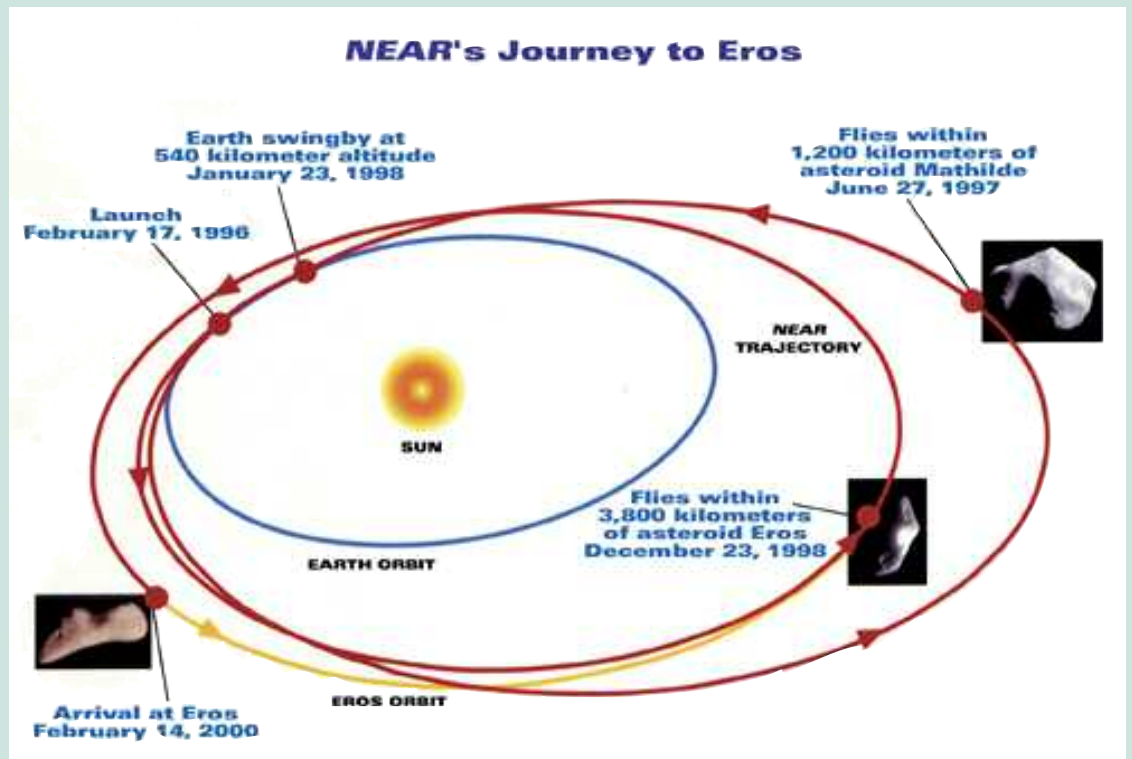 NEAR's Journey to Eros
Earth swingby at
540 kilometer altitude
January 23, 1998
Flies within
1,200 kilometers of
asteroid Mathilde
June 27, 1997
Launch
February 17, 1996
NEAR
TRAJECTORY
SUN
Flies within
3,800 kilometers
of asteroid Eros
December 23, 1998
EARTH ORBIT
EROS ORBIT
Arrival at Eros
February 14, 2000